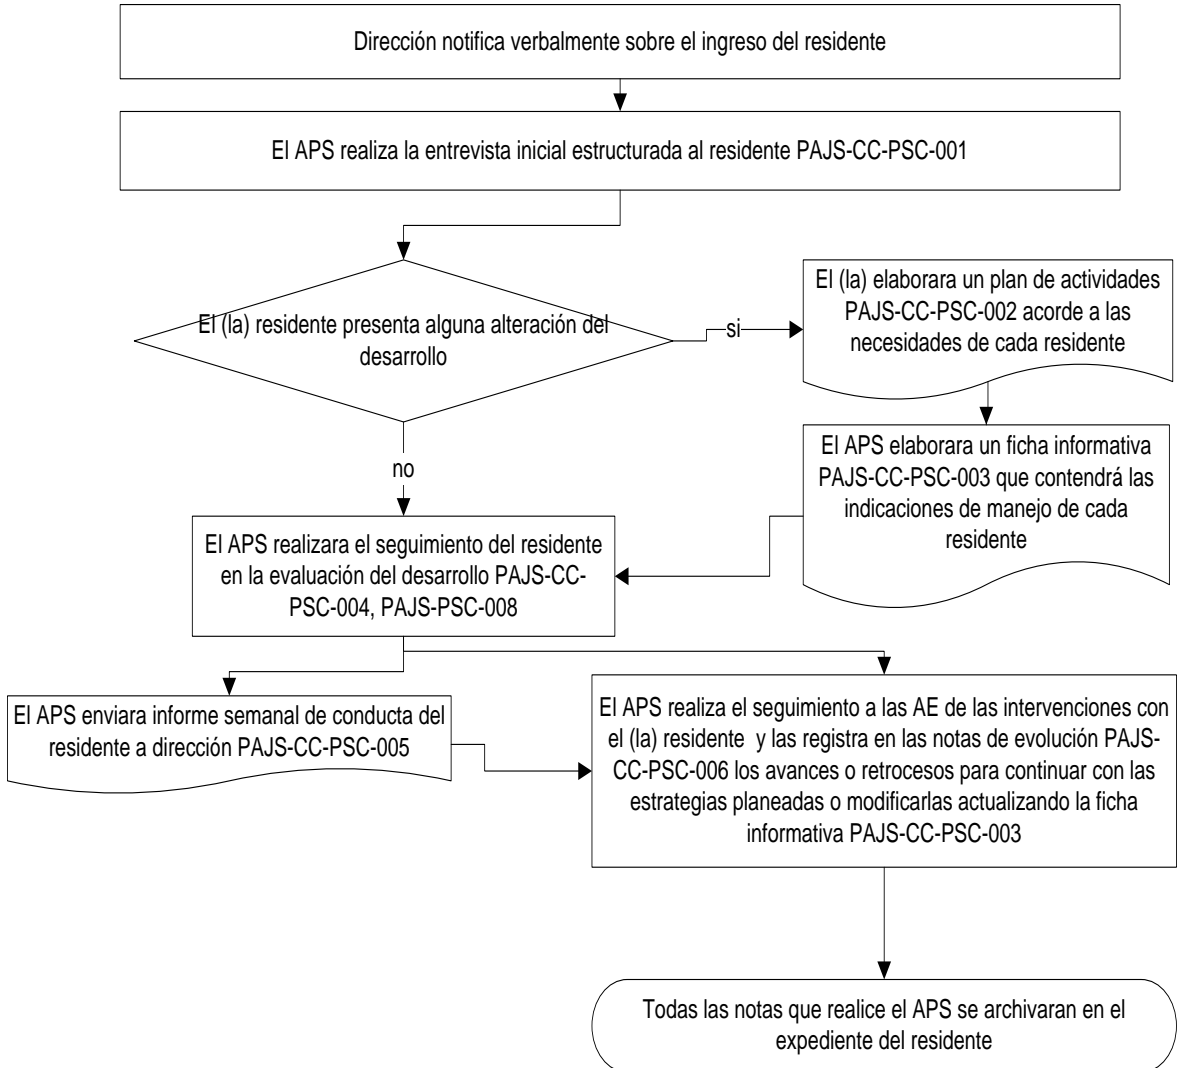 Dirección notifica verbalmente sobre el ingreso del residente
El APS realiza la entrevista inicial estructurada al residente PAJS-CC-PSC-001
El (la) residente presenta alguna alteración del
desarrollo
si
El (la) elaborara un plan de actividades
PAJS-CC-PSC-002 acorde a las
necesidades de cada residente
El APS elaborara un ficha informativa
PAJS-CC-PSC-003 que contendrá las
indicaciones de manejo de cada
residente
no
El APS realizara el seguimiento del residente
en la evaluación del desarrollo PAJS-CC-
PSC-004, PAJS-PSC-008
El APS enviara informe semanal de conducta del
residente a dirección PAJS-CC-PSC-005
El APS realiza el seguimiento a las AE de las intervenciones con
el (la) residente  y las registra en las notas de evolución PAJS-
CC-PSC-006 los avances o retrocesos para continuar con las
estrategias planeadas o modificarlas actualizando la ficha
informativa PAJS-CC-PSC-003
Todas las notas que realice el APS se archivaran en el
expediente del residente